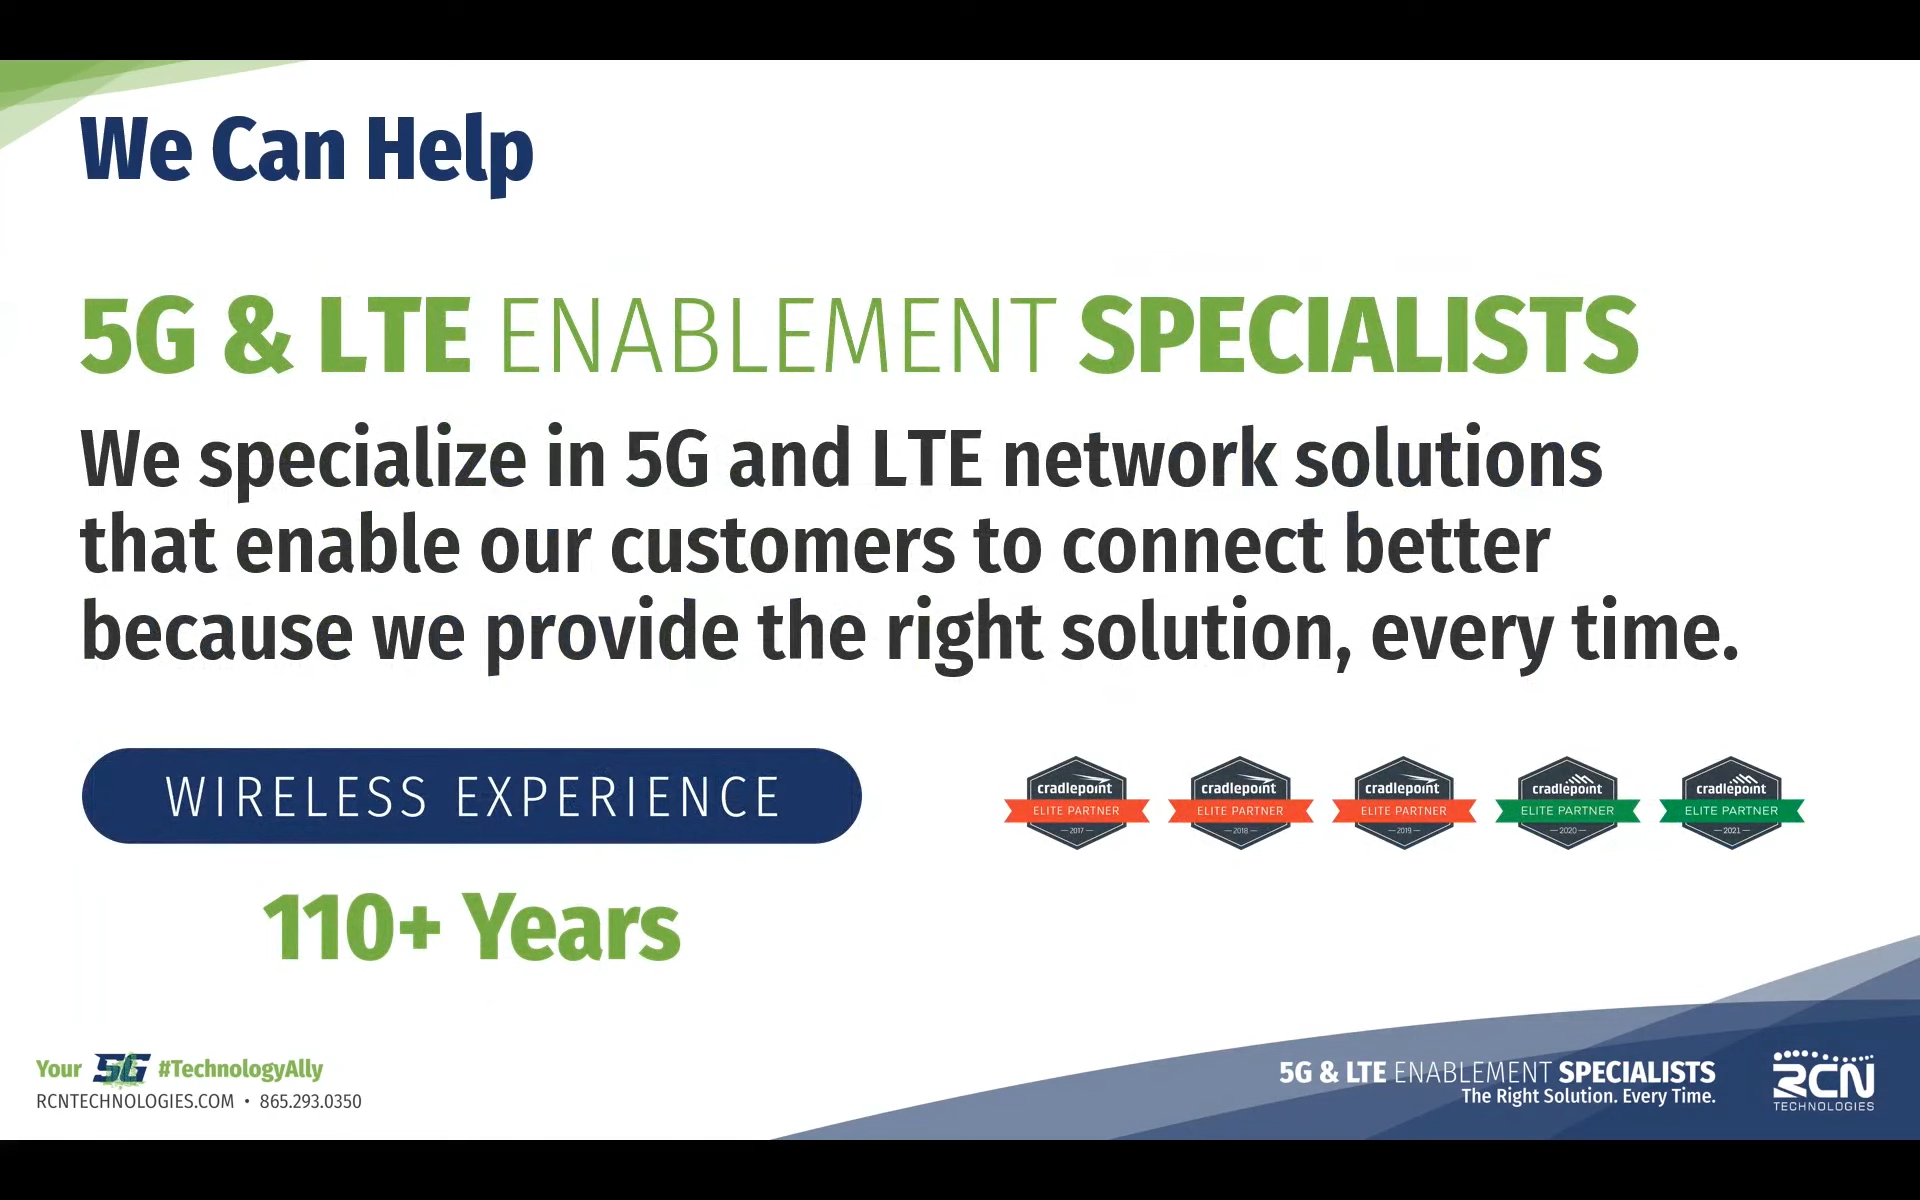 We Can Help
5G & LTE ENABLEMENT SPECIALISTS
We specialize in 5G and LTE network solutions
that enable our customers to connect better
because we provide the right solution, every time.
WIRELESS EXPERIENCE
110+ Years
cradlepoint
ELITE PARTNER
2017
cradlepoint
ELITE PARTNER
2018
cradlepoint
ELITE PARTNER
2019
cradlepoint
ELITE PARTNER
2020
cradlepoint
ELITE PARTNER
2021
Your 5G #TechnologyAlly
RCNTECHNOLOGIES.COM • 865.293.0350
5G & LTE ENABLEMENT SPECIALISTS
The Right Solution. Every Time.
RCN
TECHNOLOGIES